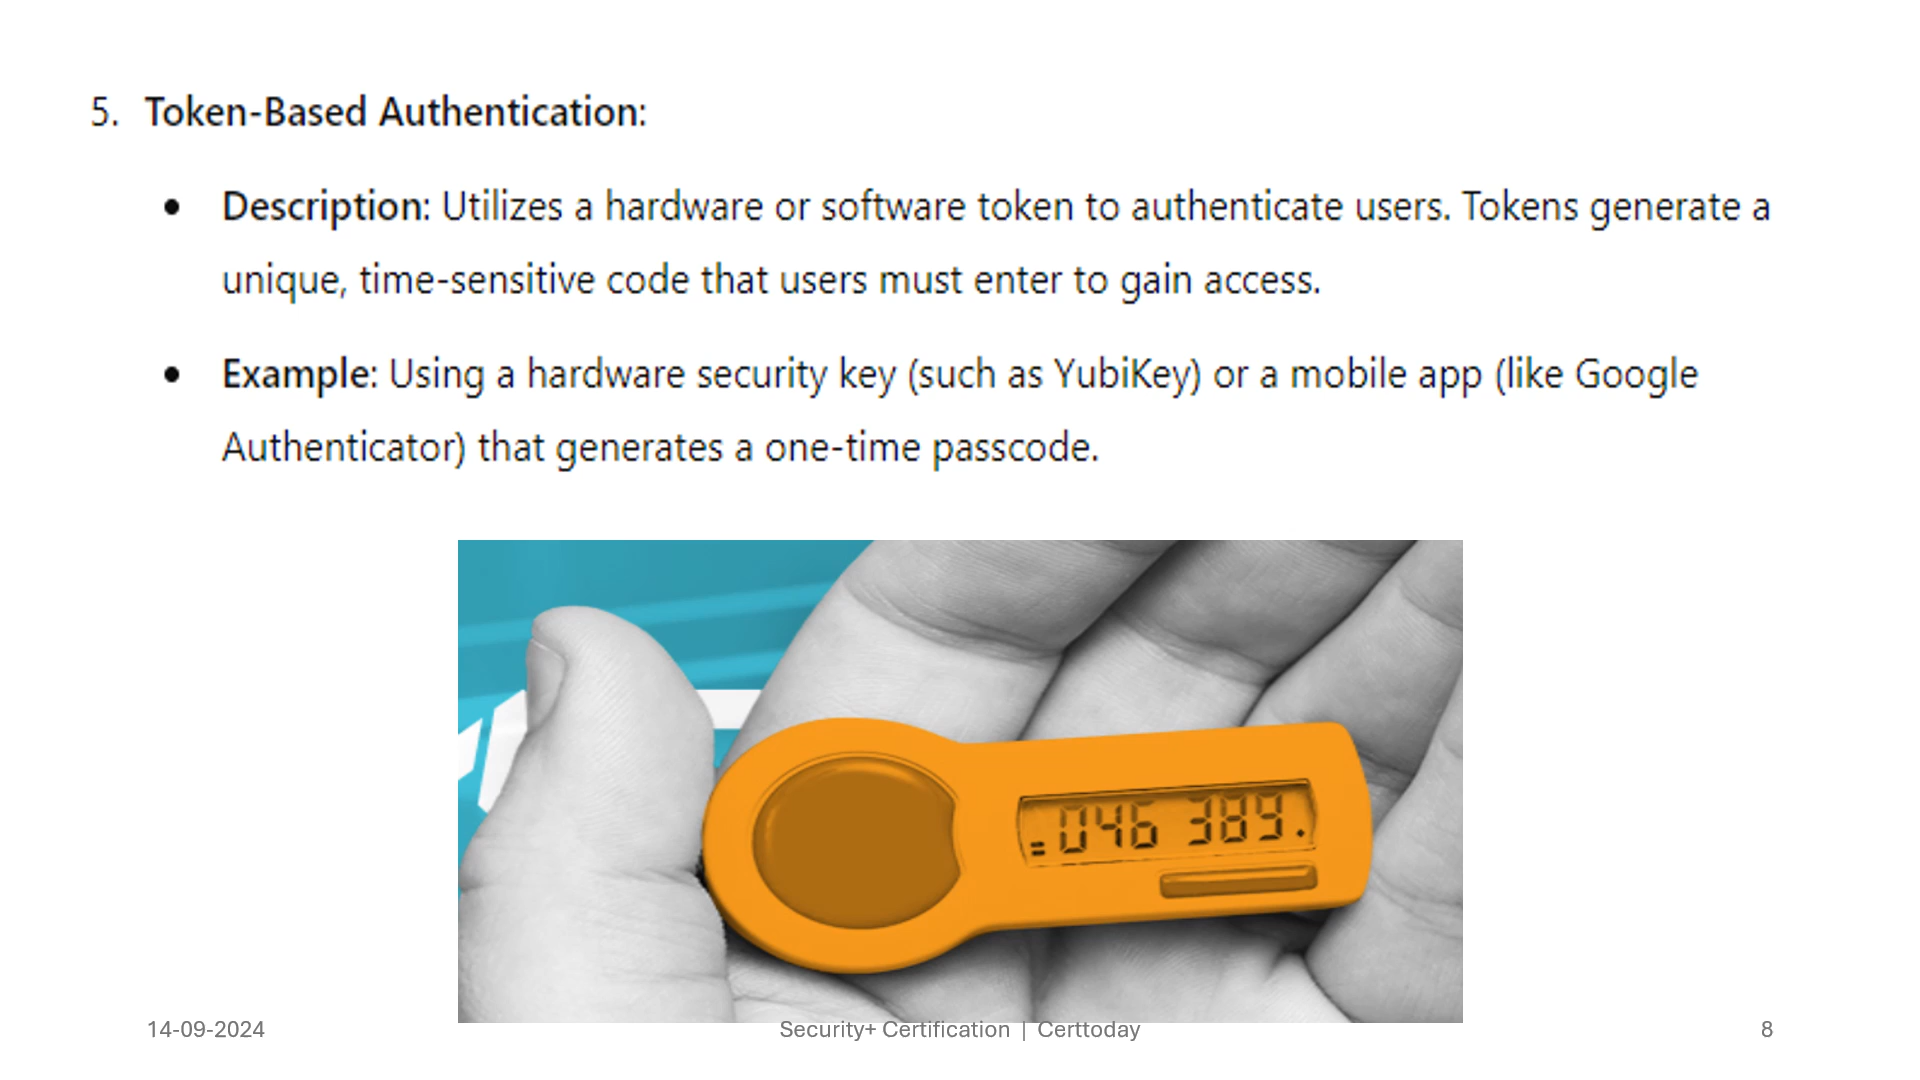 5. Token-Based Authentication:
• Description: Utilizes a hardware or software token to authenticate users. Tokens generate a
unique, time-sensitive code that users must enter to gain access.
• Example: Using a hardware security key (such as YubiKey) or a mobile app (like Google
Authenticator) that generates a one-time passcode.
046 389
14-09-2024
Security+ Certification | Certtoday
8